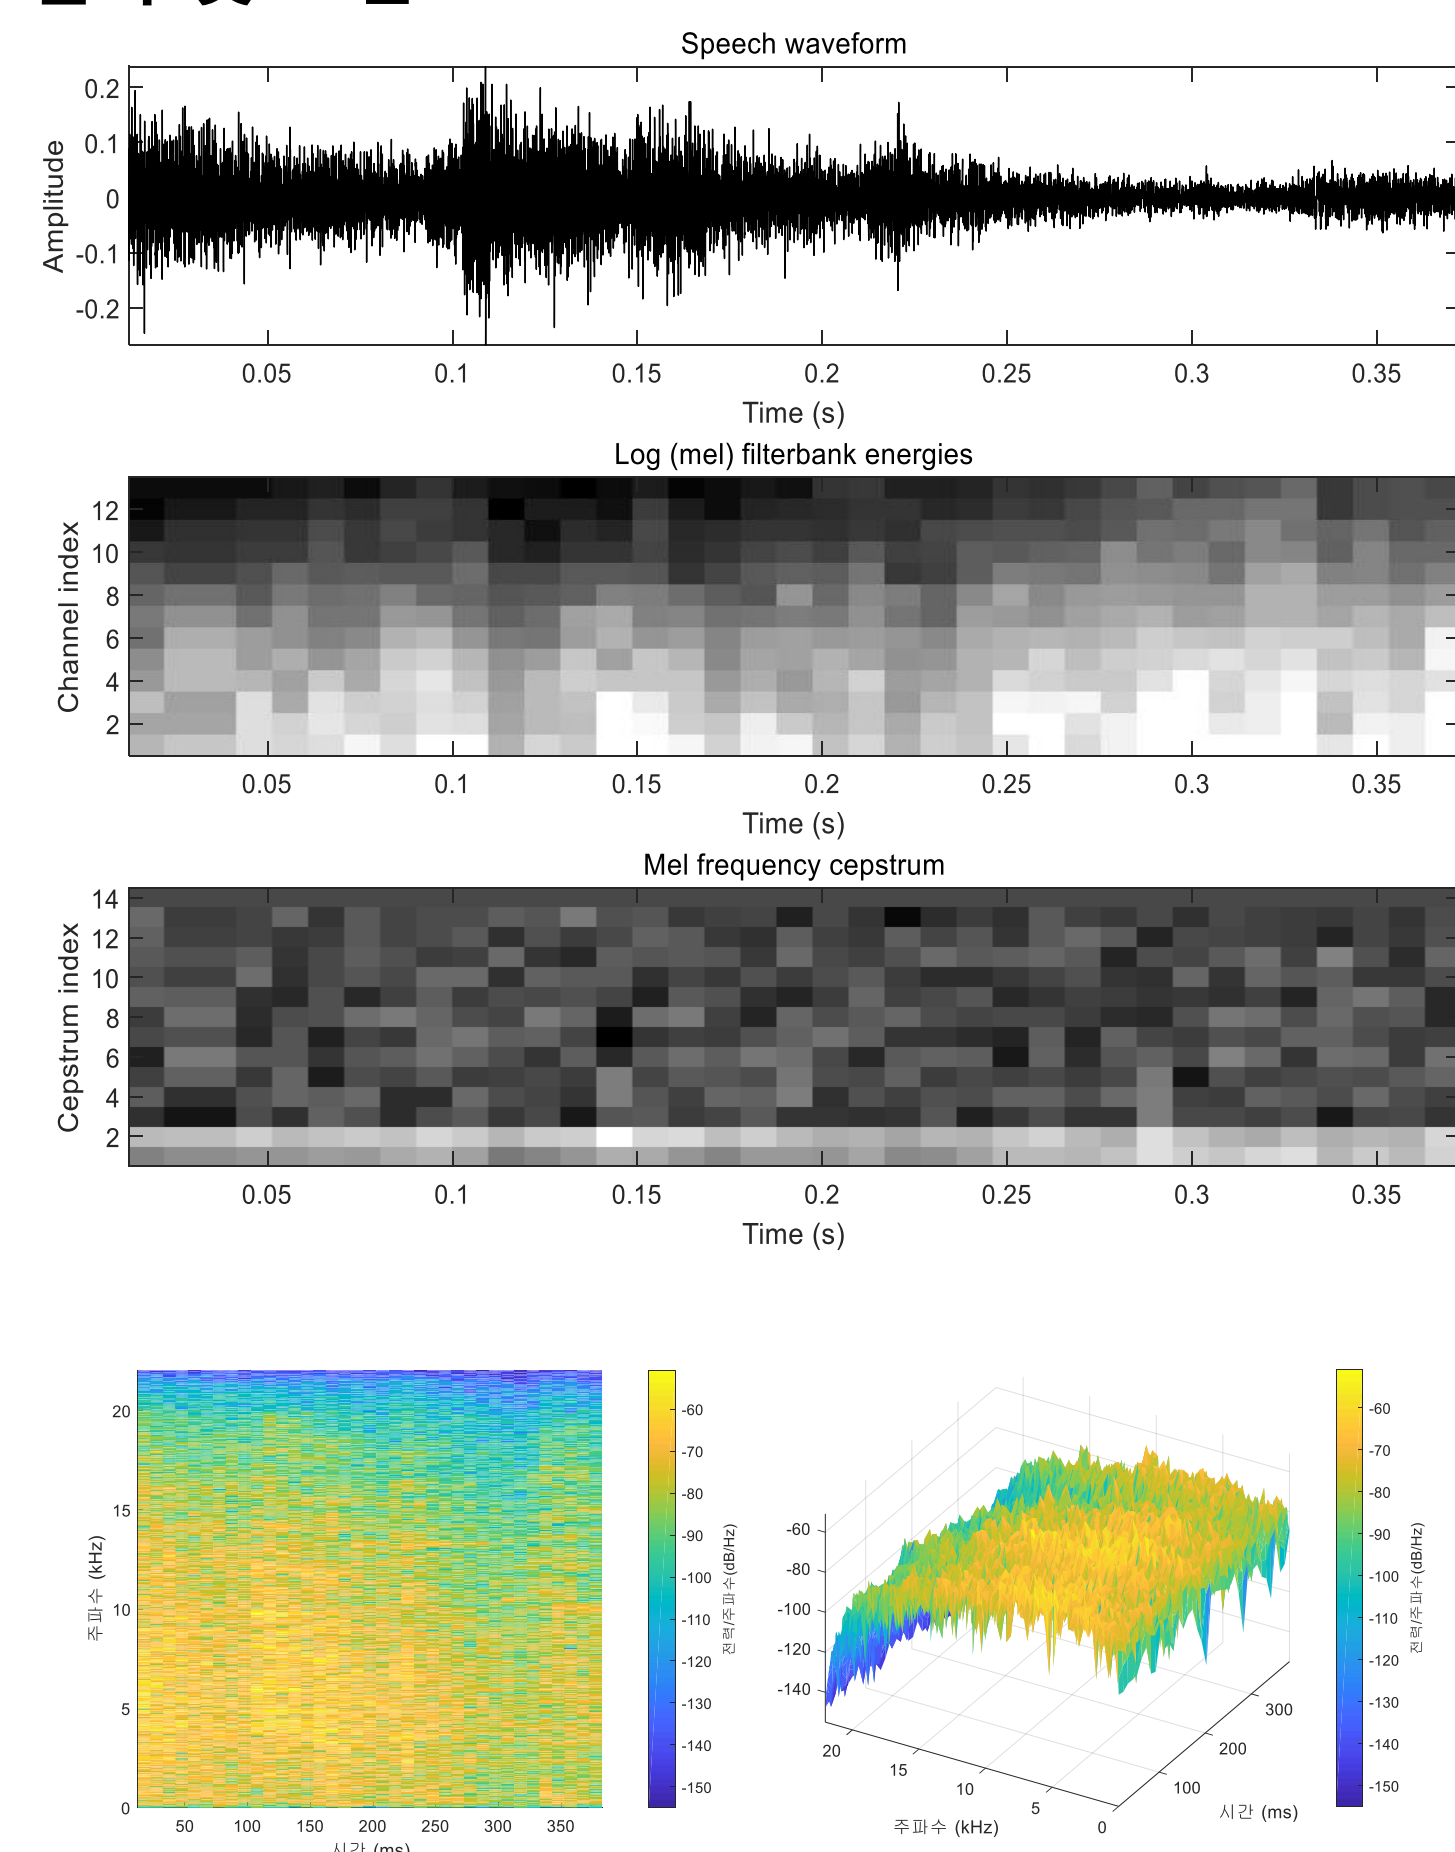 Speech waveform
0.2
0.1
0
-0.1
-0.2
Amplitude
0.05 0.1 0.15 0.2 0.25 0.3 0.35
Time (s)
Log (mel) filterbank energies
12
10
8
6
4
2
Channel index
0.05 0.1 0.15 0.2 0.25 0.3 0.35
Time (s)
Mel frequency cepstrum
14
12
10
8
6
4
2
Cepstrum index
0.05 0.1 0.15 0.2 0.25 0.3 0.35
Time (s)
20
15
10
5
0
주파수 (kHz)
50 100 150 200 250 300 350
시간 (ms)
-60
-70
-80
-90
-100
-110
-120
-130
-140
-150
전력/주파수(dB/Hz)
-60
-80
-100
-120
-140
20
15
10
5
0
주파수 (kHz)
100
200
300
시간 (ms)
-60
-70
-80
-90
-100
-110
-120
-130
-140
-150
전력/주파수(dB/Hz)